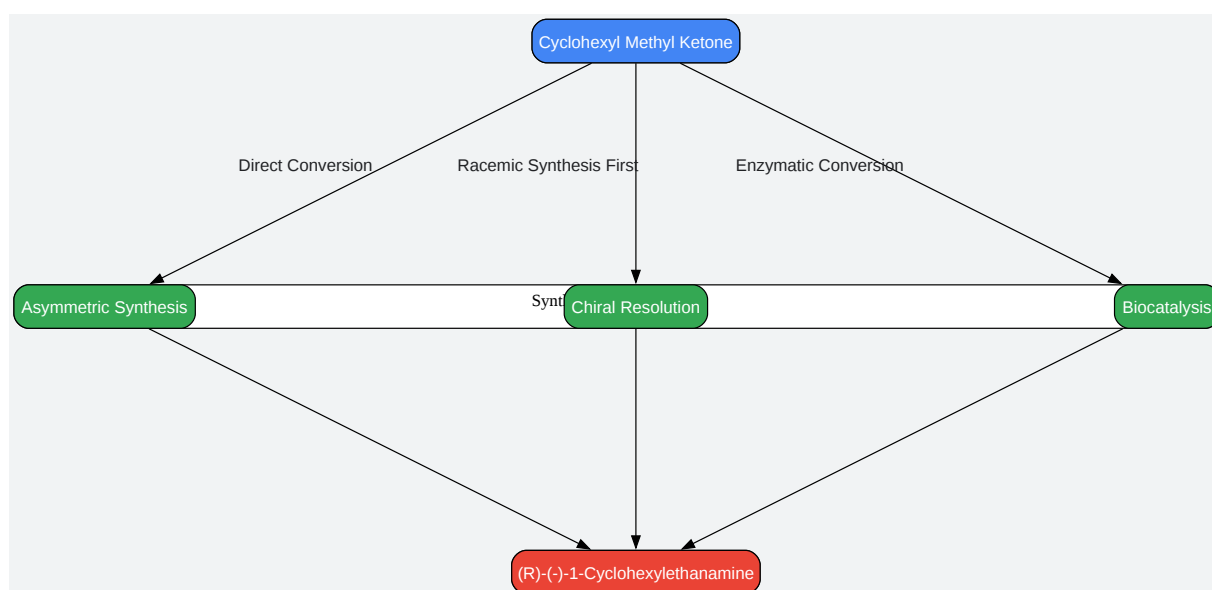 Cyclohexyl Methyl Ketone
Direct Conversion
Racemic Synthesis First
Enzymatic Conversion
Asymmetric Synthesis
Chiral Resolution
Biocatalysis
(R)-(-)-1-Cyclohexylethanamine